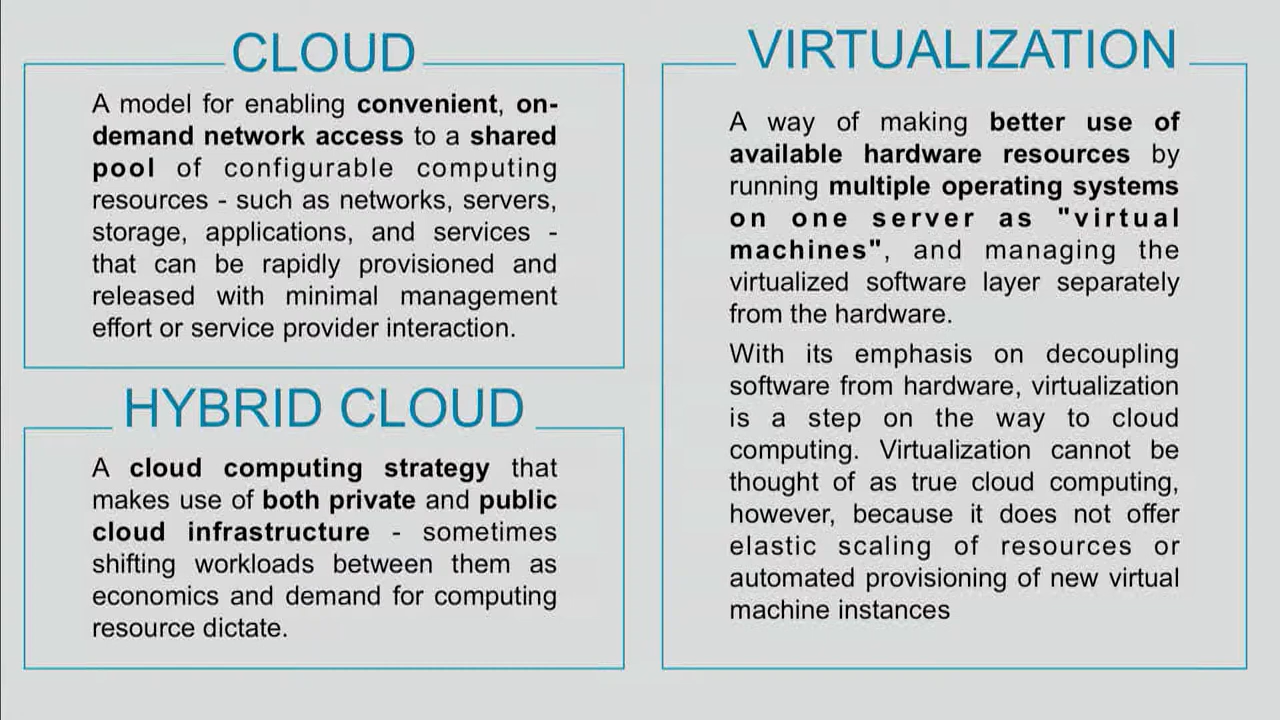 CLOUD
A model for enabling convenient, on-
demand network access to a shared
pool of configurable computing
resources - such as networks, servers,
storage, applications, and services -
that can be rapidly provisioned and
released with minimal management
effort or service provider interaction.
HYBRID CLOUD
A cloud computing strategy that
makes use of both private and public
cloud infrastructure - sometimes
shifting workloads between them as
economics and demand for computing
resource dictate.
VIRTUALIZATION
A way of making better use of
available hardware resources by
running multiple operating systems
on one server as "virtual
machines", and managing the
virtualized software layer separately
from the hardware.
With its emphasis on decoupling
software from hardware, virtualization
is a step on the way to cloud
computing. Virtualization cannot be
thought of as true cloud computing,
however, because it does not offer
elastic scaling of resources or
automated provisioning of new virtual
machine instances